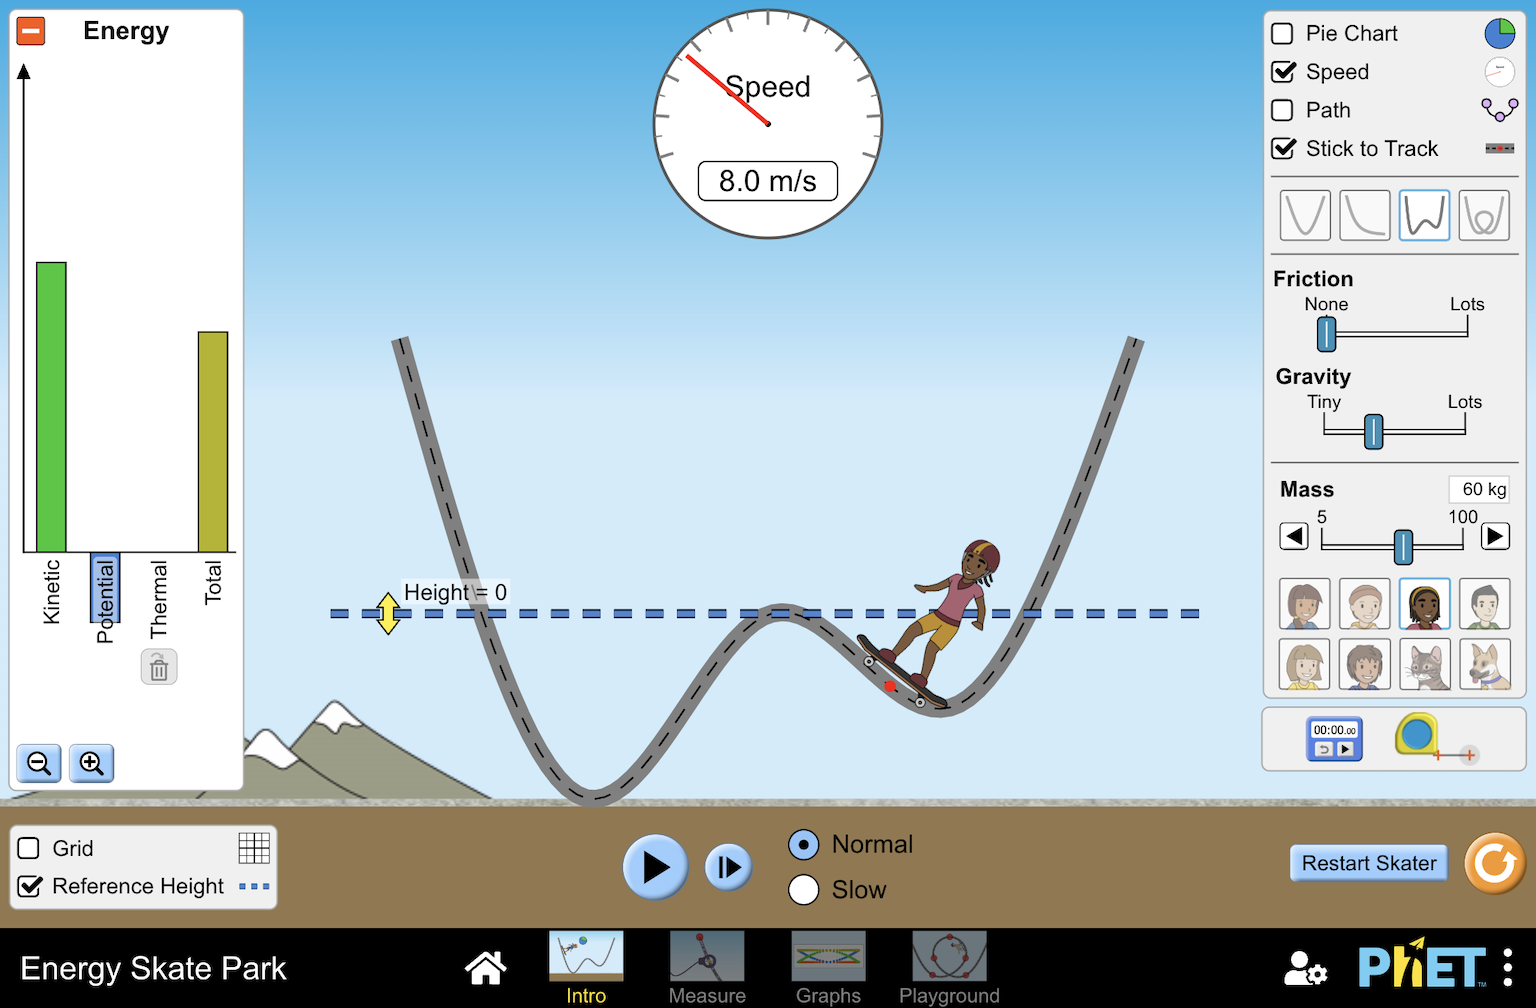 Energy
Kinetic
Potential
Thermal
Total
Speed
8.0 m/s
Height = 0
Pie Chart
Speed
Path
Stick to Track
Friction
None
Lots
Gravity
Tiny
Lots
Mass
60 kg
5
100
00:00.00
Grid
Reference Height
Normal
Slow
Restart Skater
Energy Skate Park
Intro
Measure
Graphs
Playground
PhET